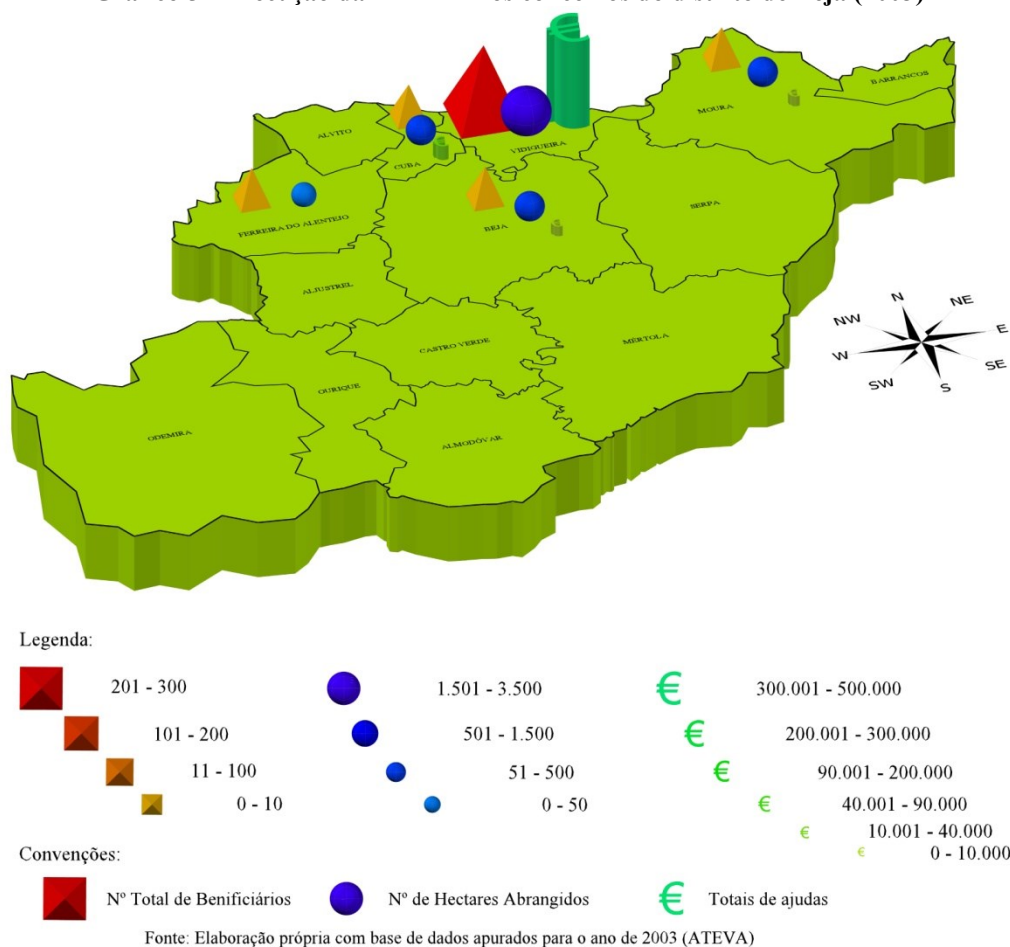 BARRANCOS
MOURA
ALVITO
CUBA
VIDIGUEIRA
SERPA
FERREIRA DO ALENTEJO
BEJA
ALJUSTREL
CASTRO VERDE
MÉRTOLA
OURIQUE
ODEMIRA
ALMODÔVAR
N
NE
E
SE
S
SW
W
NW
Legenda:
201 - 300 1.501 - 3.500 300.001 - 500.000
101 - 200 501 - 1.500 200.001 - 300.000
11 - 100 51 - 500 90.001 - 200.000
0 - 10 0 - 50 40.001 - 90.000
10.001 - 40.000
0 - 10.000
Convenções:
Nº Total de Benificiários Nº de Hectares Abrangidos Totais de ajudas
Fonte: Elaboração própria com base de dados apurados para o ano de 2003 (ATEVA)